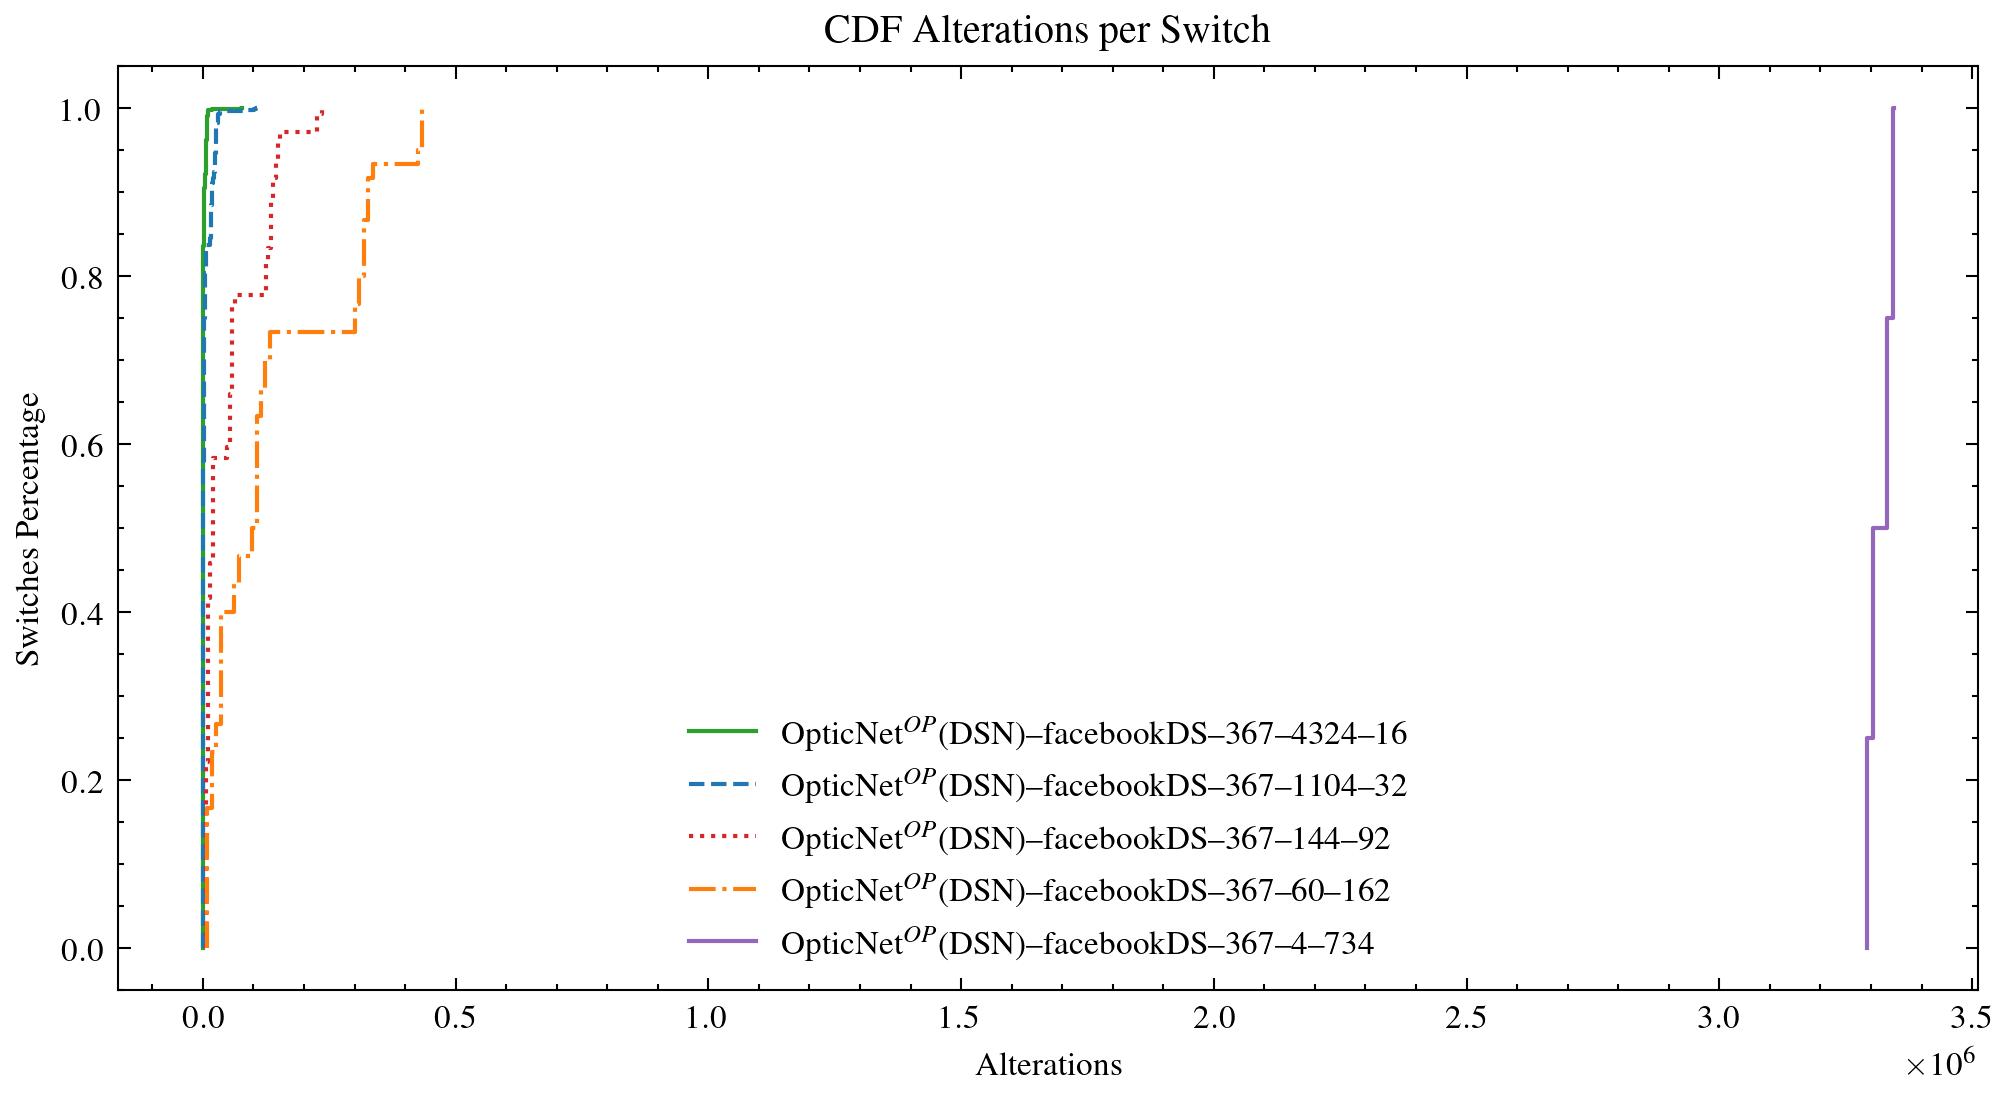 CDF Alterations per Switch
1.0
0.8
0.6
0.4
0.2
0.0
Switches Percentage
OpticNet^OP(DSN)–facebookDS–367–4324–16
OpticNet^OP(DSN)–facebookDS–367–1104–32
OpticNet^OP(DSN)–facebookDS–367–144–92
OpticNet^OP(DSN)–facebookDS–367–60–162
OpticNet^OP(DSN)–facebookDS–367–4–734
0.0 0.5 1.0 1.5 2.0 2.5 3.0 3.5
Alterations
×10^6